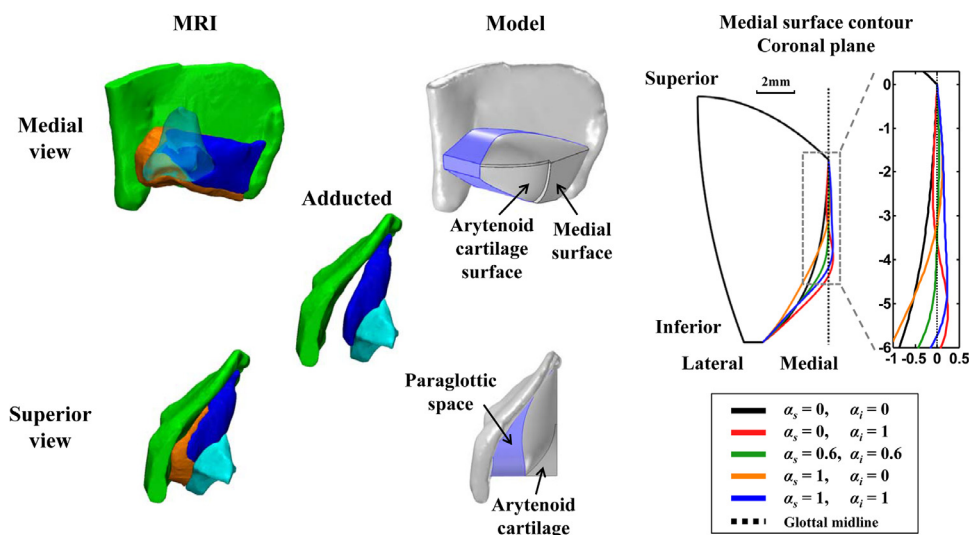 MRI
Model
Medial surface contour
Coronal plane
Medial
view
Adducted
Arytenoid
cartilage
surface
Medial
surface
Superior
2mm
Inferior
Lateral
Medial
0
-1
-2
-3
-4
-5
-6
-1
-0.5
0
0.5
Superior
view
Paraglottic
space
Arytenoid
cartilage
αs = 0, αi = 0
αs = 0, αi = 1
αs = 0.6, αi = 0.6
αs = 1, αi = 0
αs = 1, αi = 1
Glottal midline